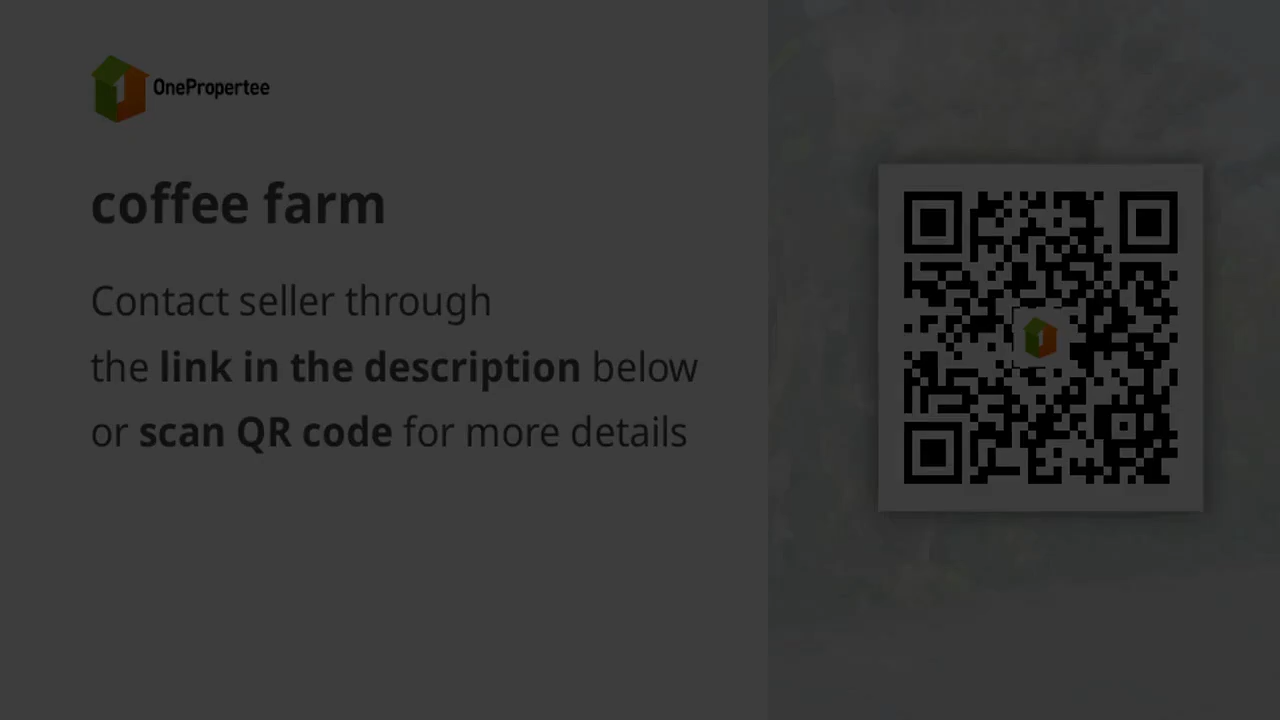 OnePropertee
coffee farm
Contact seller through
the link in the description below
or scan QR code for more details